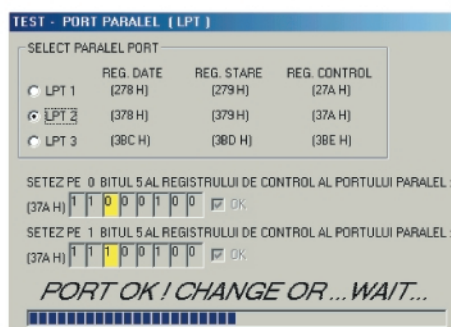 TEST - PORT PARALEL ( LPT )
SELECT PARALEL PORT
REG. DATE REG. STARE REG. CONTROL
LPT 1 (278 H) (279 H) (27A H)
LPT 2 (378 H) (379 H) (37A H)
LPT 3 (3BC H) (3BD H) (3BE H)
SETEZ PE 0 BITUL 5 AL REGISTRULUI DE CONTROL AL PORTULUI PARALEL :
(37A H) 1 1 0 0 0 1 0 0 OK
SETEZ PE 1 BITUL 5 AL REGISTRULUI DE CONTROL AL PORTULUI PARALEL :
(37A H) 1 1 1 0 0 1 0 0 OK
PORT OK ! CHANGE OR ... WAIT...